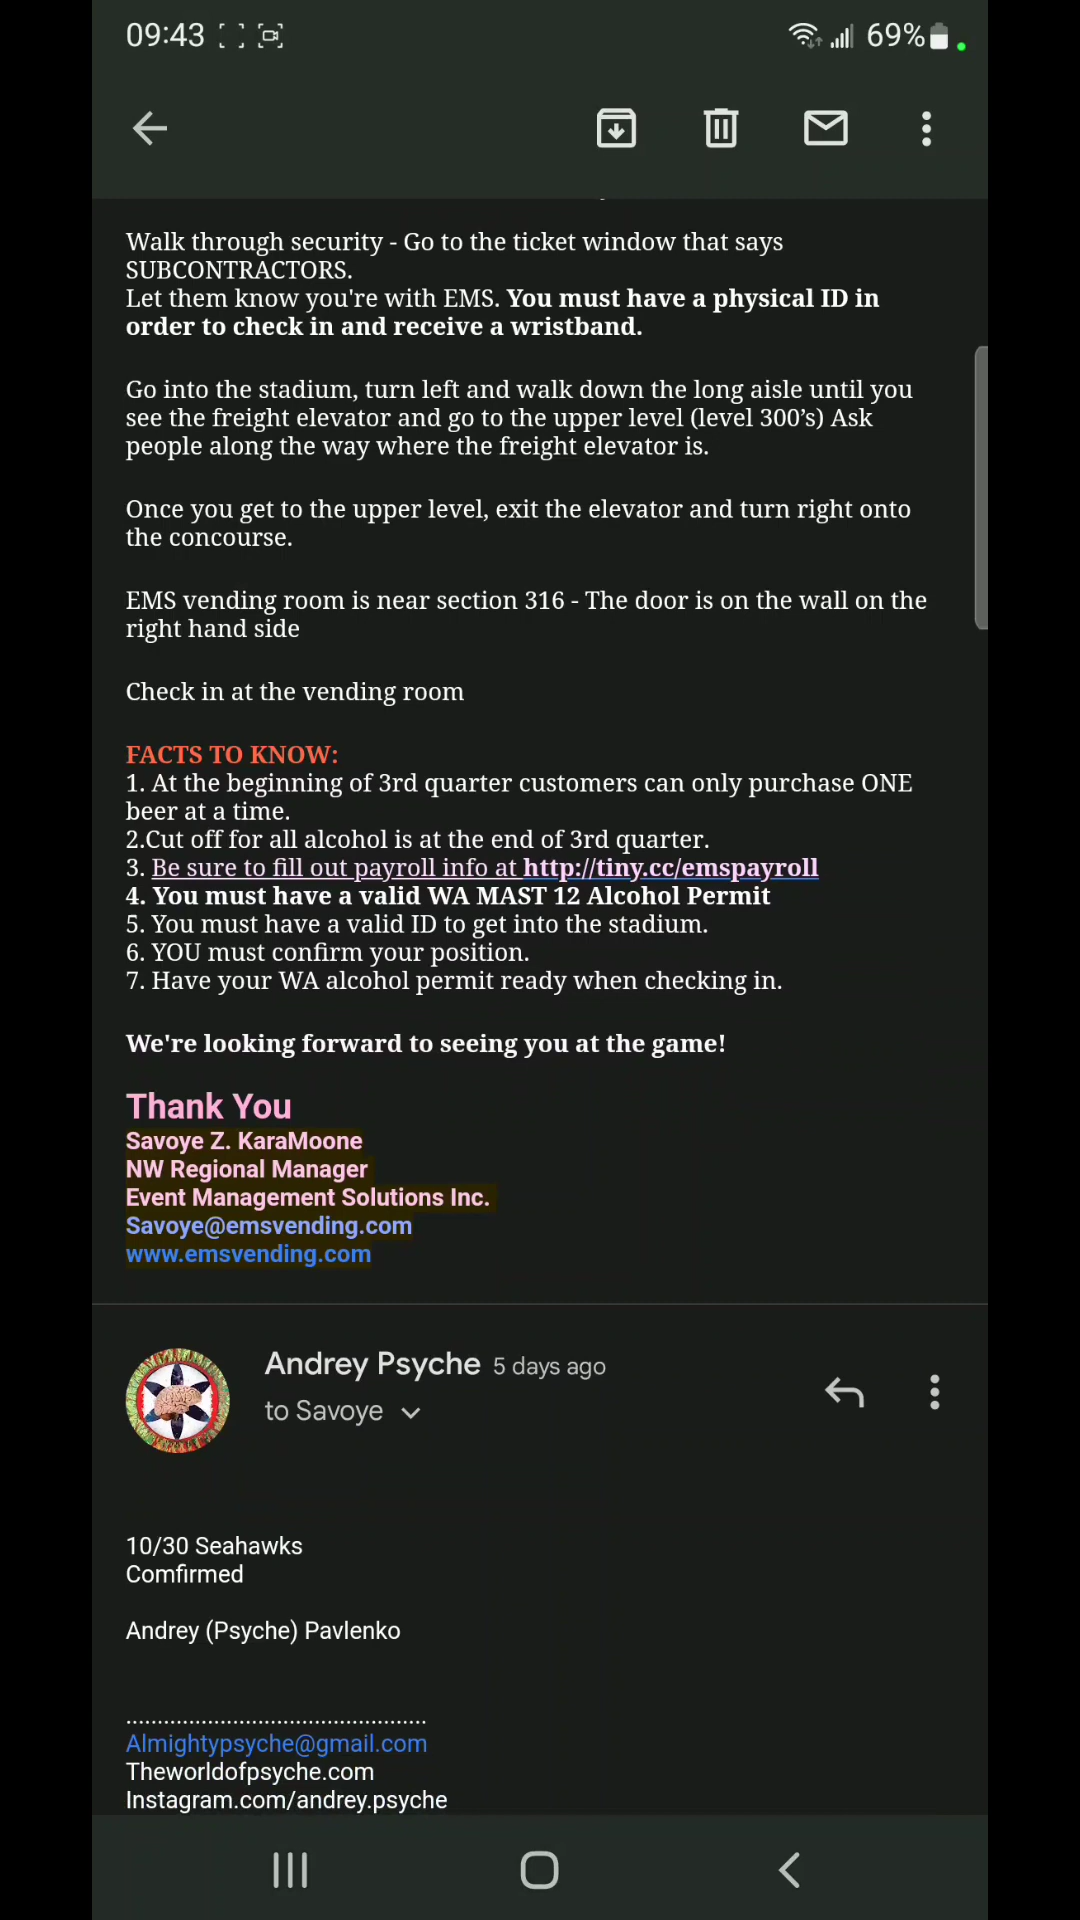 09:43
69%
Walk through security - Go to the ticket window that says
SUBCONTRACTORS.
Let them know you're with EMS. You must have a physical ID in
order to check in and receive a wristband.
Go into the stadium, turn left and walk down the long aisle until you
see the freight elevator and go to the upper level (level 300’s) Ask
people along the way where the freight elevator is.
Once you get to the upper level, exit the elevator and turn right onto
the concourse.
EMS vending room is near section 316 - The door is on the wall on the
right hand side
Check in at the vending room
FACTS TO KNOW:
1. At the beginning of 3rd quarter customers can only purchase ONE
beer at a time.
2.Cut off for all alcohol is at the end of 3rd quarter.
3. Be sure to fill out payroll info at http://tiny.cc/emspayroll
4. You must have a valid WA MAST 12 Alcohol Permit
5. You must have a valid ID to get into the stadium.
6. YOU must confirm your position.
7. Have your WA alcohol permit ready when checking in.
We're looking forward to seeing you at the game!
Thank You
Savoye Z. KaraMoone
NW Regional Manager
Event Management Solutions Inc.
Savoye@emsvending.com
www.emsvending.com
Andrey Psyche 5 days ago
to Savoye
10/30 Seahawks
Comfirmed
Andrey (Psyche) Pavlenko
..............................................
Almightypsyche@gmail.com
Theworldofpsyche.com
Instagram.com/andrey.psyche